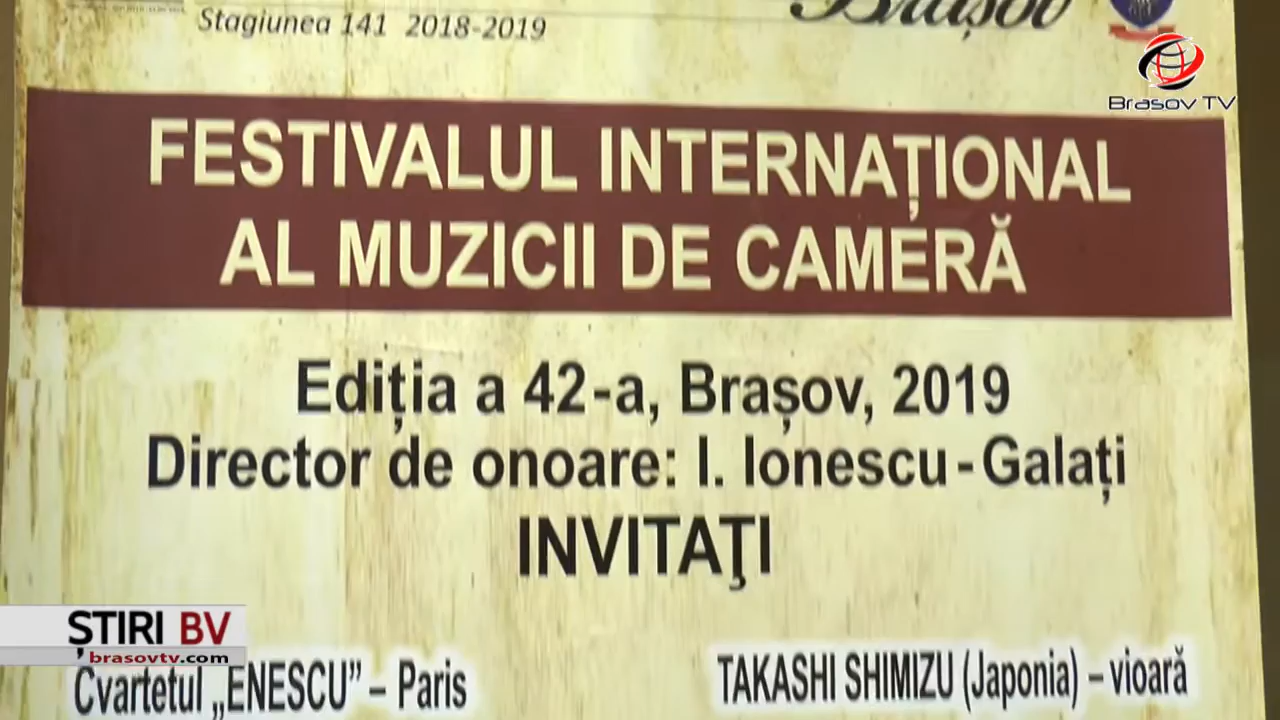 Stagiunea 141 2018-2019
Brașov
Brasov TV
FESTIVALUL INTERNAȚIONAL
AL MUZICII DE CAMERĂ
Ediția a 42-a, Brașov, 2019
Director de onoare: I. Ionescu - Galați
INVITAŢI
ȘTIRI BV
brasovtv.com
Cvartetul „ENESCU” – Paris
TAKASHI SHIMIZU (Japonia) – vioară